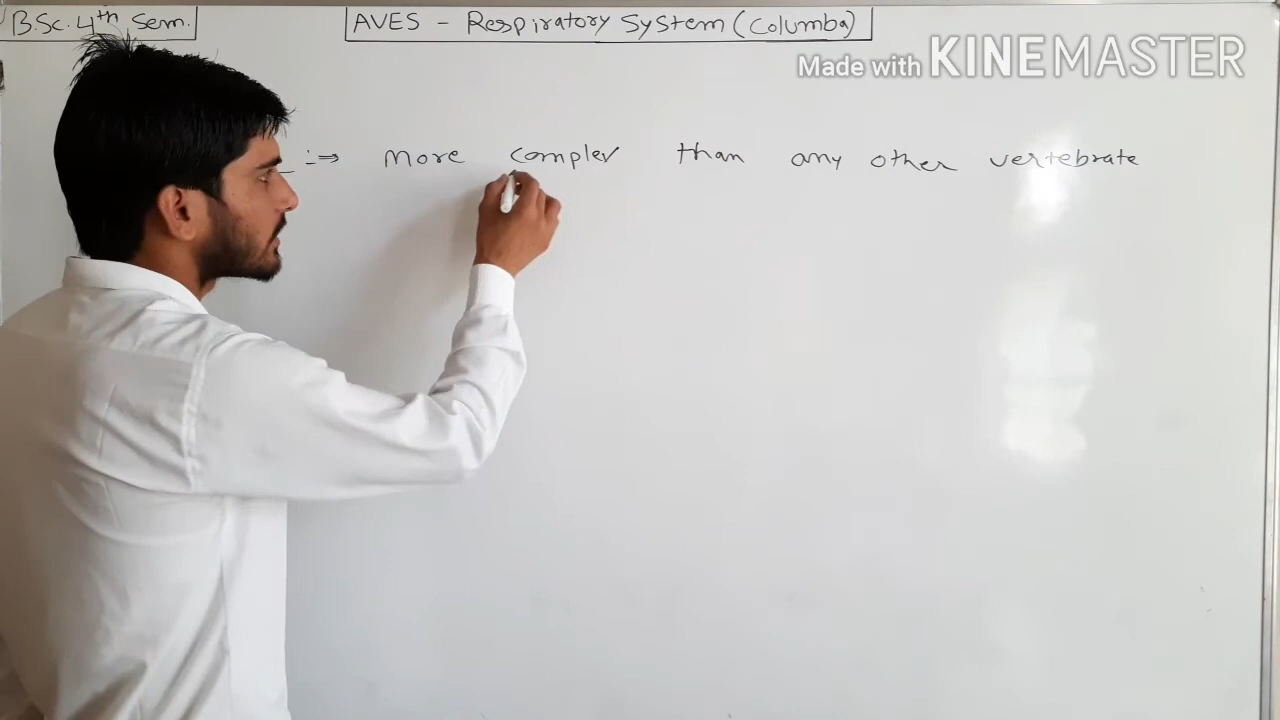 B.Sc. 4th Sem.
AVES - Respiratory System (Columba)
Made with KINEMASTER
:⇒ More complex than any other vertebrate